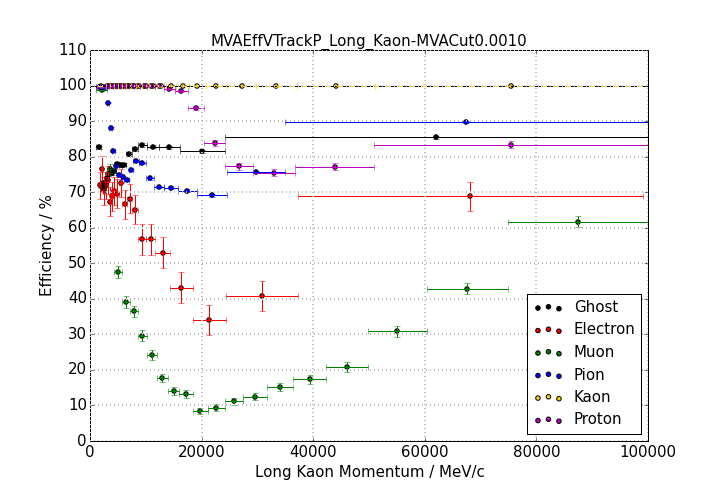 MVAEffVTrackP_Long_Kaon-MVACut0.0010
110
100
90
80
70
60
50
40
30
20
10
0
Efficiency / %
0 20000 40000 60000 80000 100000
Long Kaon Momentum / MeV/c
Ghost
Electron
Muon
Pion
Kaon
Proton